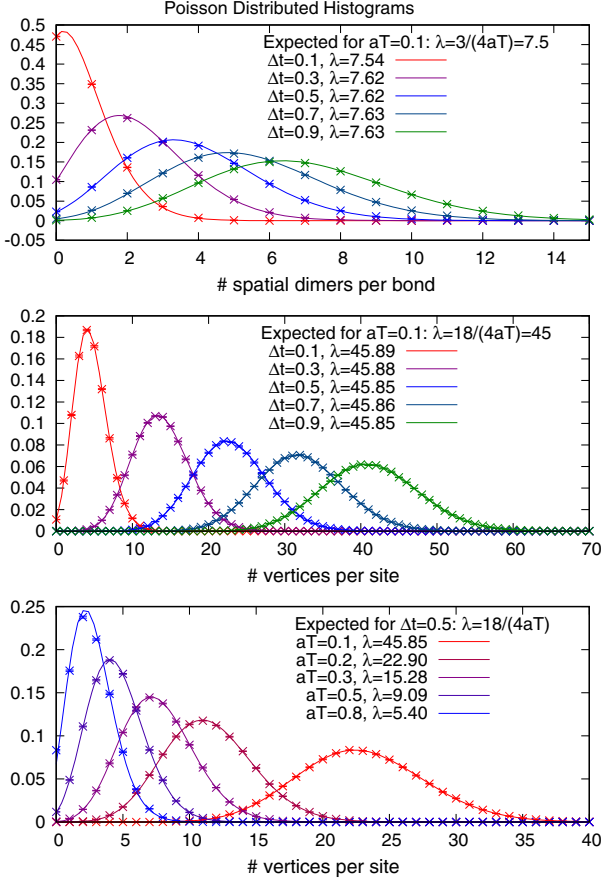 Poisson Distributed Histograms
Expected for aT=0.1: λ=3/(4aT)=7.5
Δt=0.1, λ=7.54
Δt=0.3, λ=7.62
Δt=0.5, λ=7.62
Δt=0.7, λ=7.63
Δt=0.9, λ=7.63
0.5
0.45
0.4
0.35
0.3
0.25
0.2
0.15
0.1
0.05
0
-0.05
0 2 4 6 8 10 12 14
# spatial dimers per bond
Expected for aT=0.1: λ=18/(4aT)=45
Δt=0.1, λ=45.89
Δt=0.3, λ=45.88
Δt=0.5, λ=45.85
Δt=0.7, λ=45.86
Δt=0.9, λ=45.85
0.2
0.18
0.16
0.14
0.12
0.1
0.08
0.06
0.04
0.02
0
0 10 20 30 40 50 60 70
# vertices per site
Expected for Δt=0.5: λ=18/(4aT)
aT=0.1, λ=45.85
aT=0.2, λ=22.90
aT=0.3, λ=15.28
aT=0.5, λ=9.09
aT=0.8, λ=5.40
0.25
0.2
0.15
0.1
0.05
0
0 5 10 15 20 25 30 35 40
# vertices per site